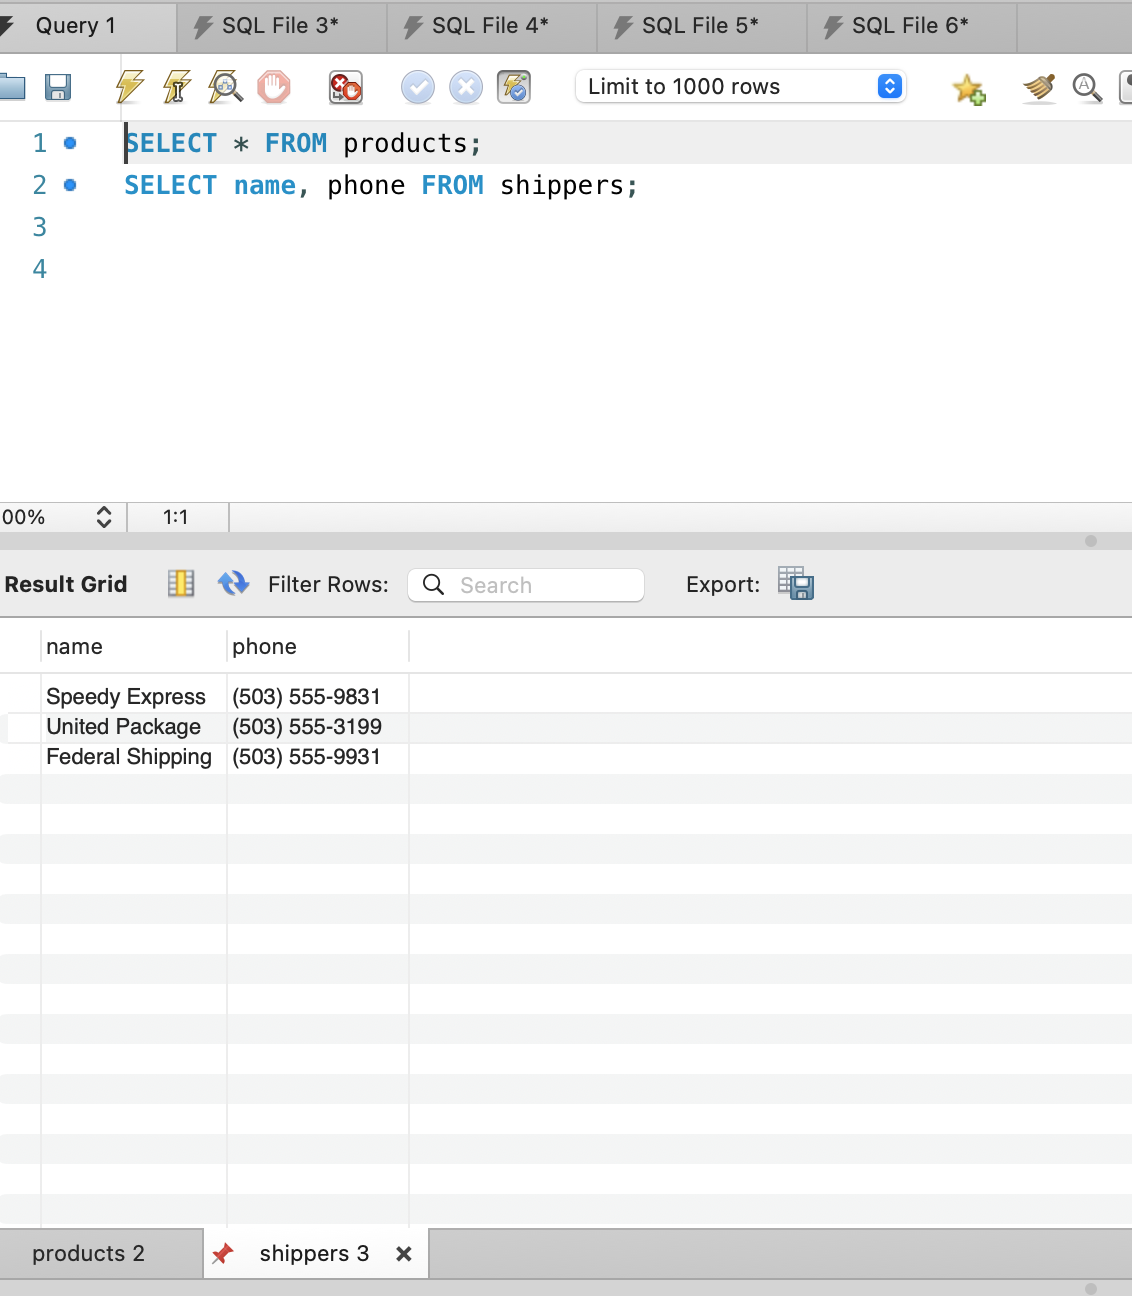 Query 1 SQL File 3* SQL File 4* SQL File 5* SQL File 6*
Limit to 1000 rows
1 SELECT * FROM products;
2 SELECT name, phone FROM shippers;
3
4
00% 1:1
Result Grid Filter Rows: Search Export:
name phone
Speedy Express (503) 555-9831
United Package (503) 555-3199
Federal Shipping (503) 555-9931
products 2 shippers 3